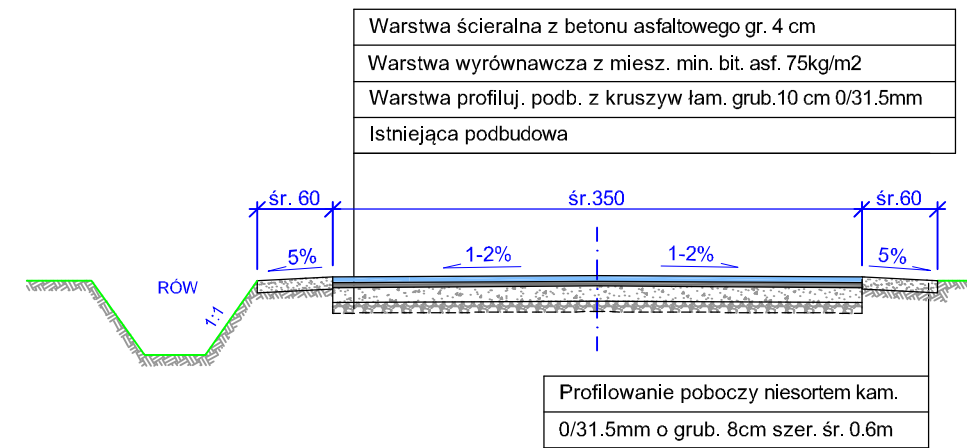 Warstwa ścieralna z betonu asfaltowego gr. 4 cm
Warstwa wyrównawcza z miesz. min. bit. asf. 75kg/m2
Warstwa profiluj. podb. z kruszyw łam. grub.10 cm 0/31.5mm
Istniejąca podbudowa
śr. 60
śr.350
śr.60
5%
1-2%
1-2%
5%
RÓW
1:1
Profilowanie poboczy niesortem kam.
0/31.5mm o grub. 8cm szer. śr. 0.6m